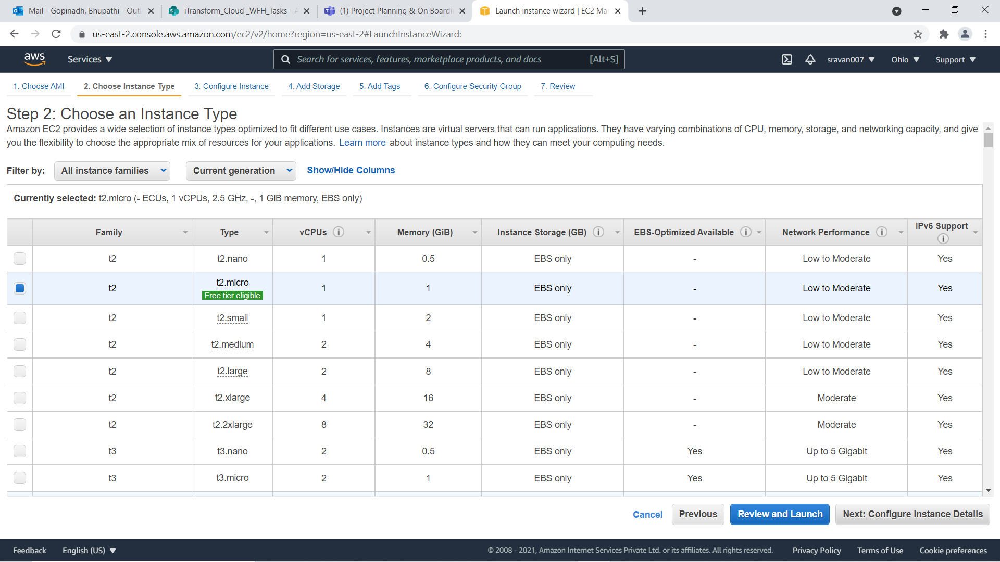 Mail - Gopinadh, Bhupathi - Outl
iTransform_Cloud _WFH_Tasks - A
(1) Project Planning & On Boardin
Launch instance wizard | EC2 Man
us-east-2.console.aws.amazon.com/ec2/v2/home?region=us-east-2#LaunchInstanceWizard:
aws Services Search for services, features, marketplace products, and docs [Alt+S] sravan007 Ohio Support
1. Choose AMI 2. Choose Instance Type 3. Configure Instance 4. Add Storage 5. Add Tags 6. Configure Security Group 7. Review
Step 2: Choose an Instance Type
Amazon EC2 provides a wide selection of instance types optimized to fit different use cases. Instances are virtual servers that can run applications. They have varying combinations of CPU, memory, storage, and networking capacity, and give
you the flexibility to choose the appropriate mix of resources for your applications. Learn more about instance types and how they can meet your computing needs.
Filter by: All instance families Current generation Show/Hide Columns
Currently selected: t2.micro (- ECUs, 1 vCPUs, 2.5 GHz, -, 1 GiB memory, EBS only)
Family Type vCPUs Memory (GiB) Instance Storage (GB) EBS-Optimized Available Network Performance IPv6 Support
t2 t2.nano 1 0.5 EBS only - Low to Moderate Yes
t2 t2.micro 1 1 EBS only - Low to Moderate Yes
Free tier eligible
t2 t2.small 1 2 EBS only - Low to Moderate Yes
t2 t2.medium 2 4 EBS only - Low to Moderate Yes
t2 t2.large 2 8 EBS only - Low to Moderate Yes
t2 t2.xlarge 4 16 EBS only - Moderate Yes
t2 t2.2xlarge 8 32 EBS only - Moderate Yes
t3 t3.nano 2 0.5 EBS only Yes Up to 5 Gigabit Yes
t3 t3.micro 2 1 EBS only Yes Up to 5 Gigabit Yes
Cancel Previous Review and Launch Next: Configure Instance Details
Feedback English (US) © 2008 - 2021, Amazon Internet Services Private Ltd. or its affiliates. All rights reserved. Privacy Policy Terms of Use Cookie preferences